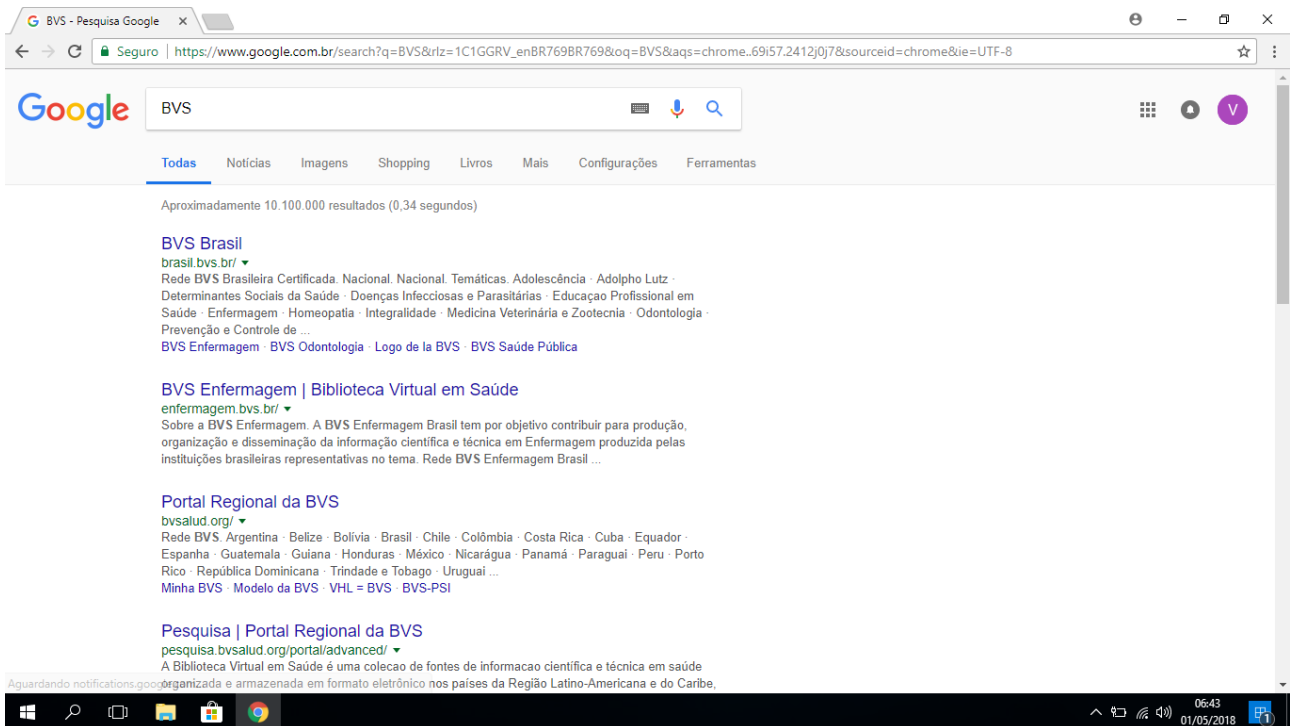 BVS - Pesquisa Google
Seguro | https://www.google.com.br/search?q=BVS&rlz=1C1GGRV_enBR769BR769&oq=BVS&aqs=chrome..69i57.2412j0j7&sourceid=chrome&ie=UTF-8
Google
BVS
V
Todas Notícias Imagens Shopping Livros Mais Configurações Ferramentas
Aproximadamente 10.100.000 resultados (0,34 segundos)
BVS Brasil
brasil.bvs.br/
Rede BVS Brasileira Certificada. Nacional. Nacional. Temáticas. Adolescência · Adolpho Lutz ·
Determinantes Sociais da Saúde · Doenças Infecciosas e Parasitárias · Educaçao Profissional em
Saúde · Enfermagem · Homeopatia · Integralidade · Medicina Veterinária e Zootecnia · Odontologia ·
Prevenção e Controle de ...
BVS Enfermagem · BVS Odontologia · Logo de la BVS · BVS Saúde Pública
BVS Enfermagem | Biblioteca Virtual em Saúde
enfermagem.bvs.br/
Sobre a BVS Enfermagem. A BVS Enfermagem Brasil tem por objetivo contribuir para produção,
organização e disseminação da informação científica e técnica em Enfermagem produzida pelas
instituições brasileiras representativas no tema. Rede BVS Enfermagem Brasil ...
Portal Regional da BVS
bvsalud.org/
Rede BVS. Argentina · Belize · Bolívia · Brasil · Chile · Colômbia · Costa Rica · Cuba · Equador ·
Espanha · Guatemala · Guiana · Honduras · México · Nicarágua · Panamá · Paraguai · Peru · Porto
Rico · República Dominicana · Trindade e Tobago · Uruguai ...
Minha BVS · Modelo da BVS · VHL = BVS · BVS-PSI
Pesquisa | Portal Regional da BVS
pesquisa.bvsalud.org/portal/advanced/
A Biblioteca Virtual em Saúde é uma colecao de fontes de informacao científica e técnica em saúde
organizada e armazenada em formato eletrônico nos países da Região Latino-Americana e do Caribe,
Aguardando
06:43
01/05/2018
1